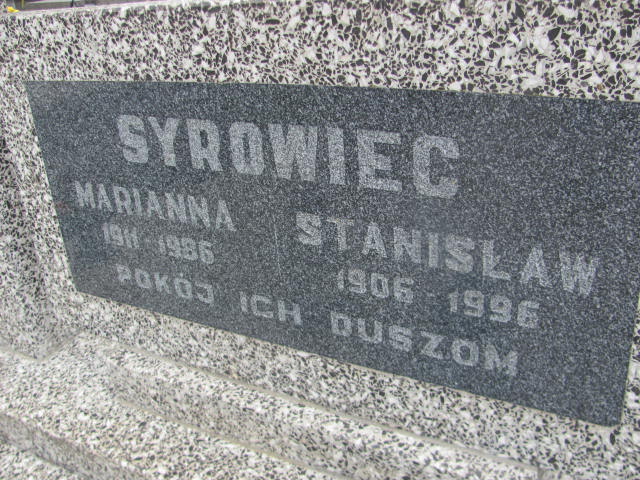 SYROWIEC
MARIANNA STANISŁAW
1911-1986 1906-1996
POKÓJ ICH DUSZOM